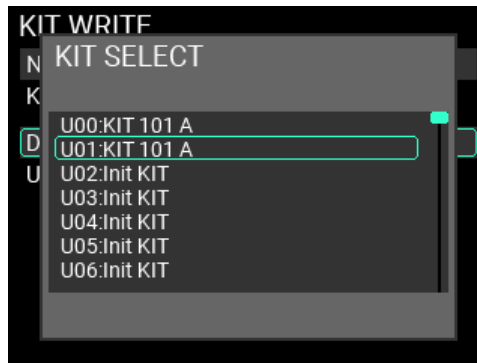 KIT WRITE
N
KIT SELECT
K
U00:KIT 101 A
D
U01:KIT 101 A
U
U02:Init KIT
U03:Init KIT
U04:Init KIT
U05:Init KIT
U06:Init KIT